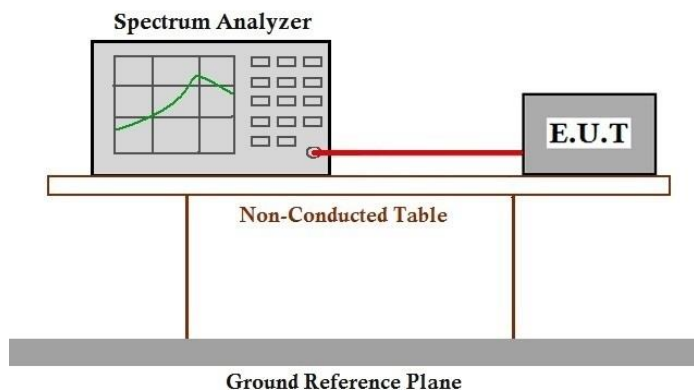 Spectrum Analyzer
E.U.T
Non-Conducted Table
Ground Reference Plane